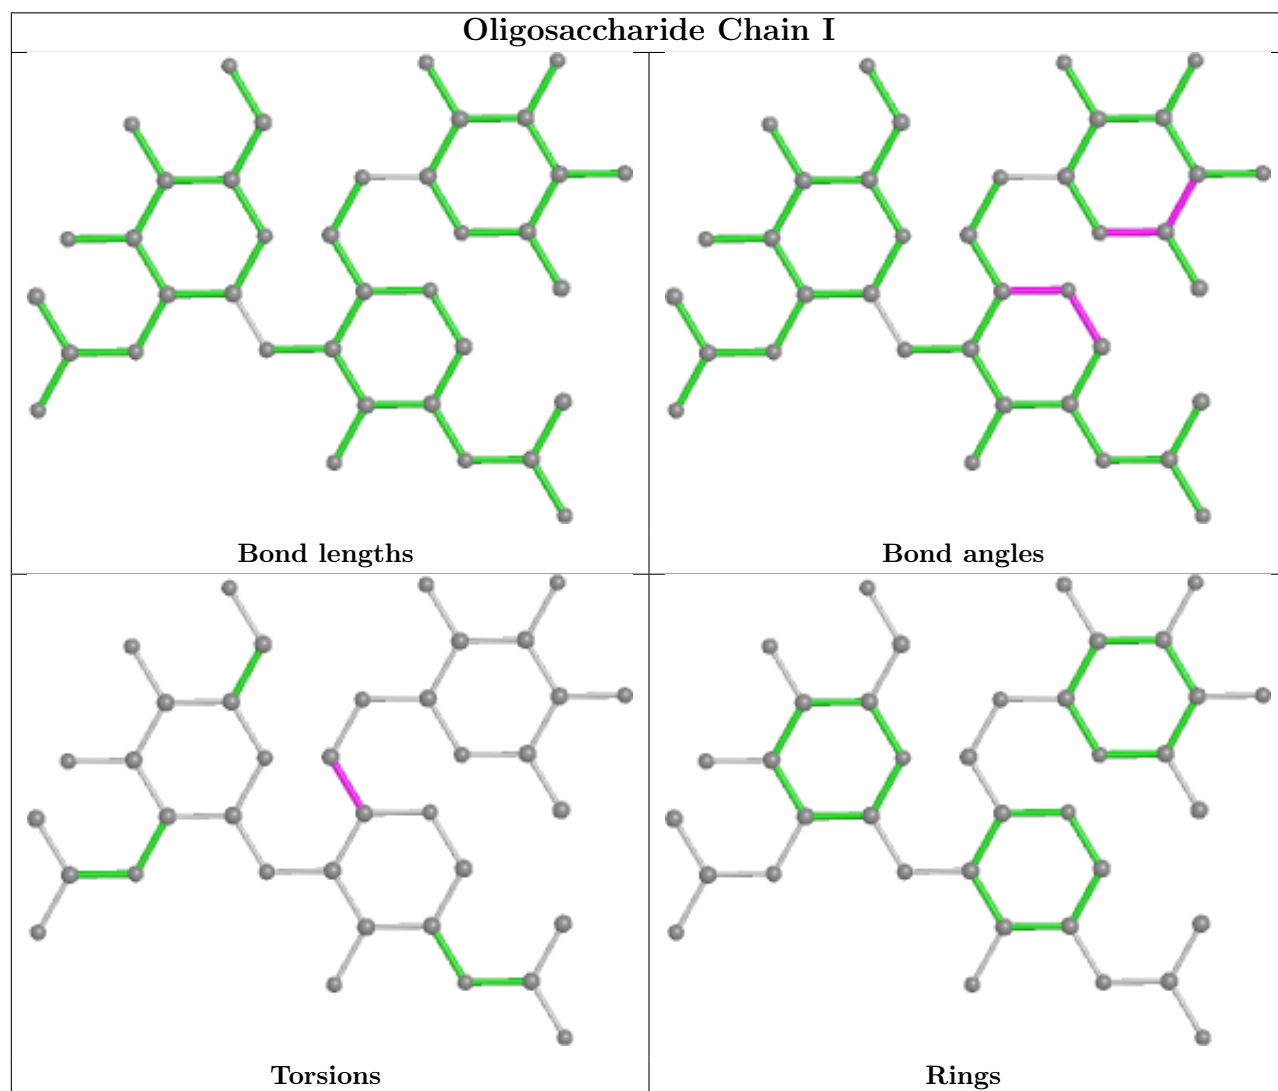 Oligosaccharide Chain I
Bond lengths
Bond angles
Torsions
Rings